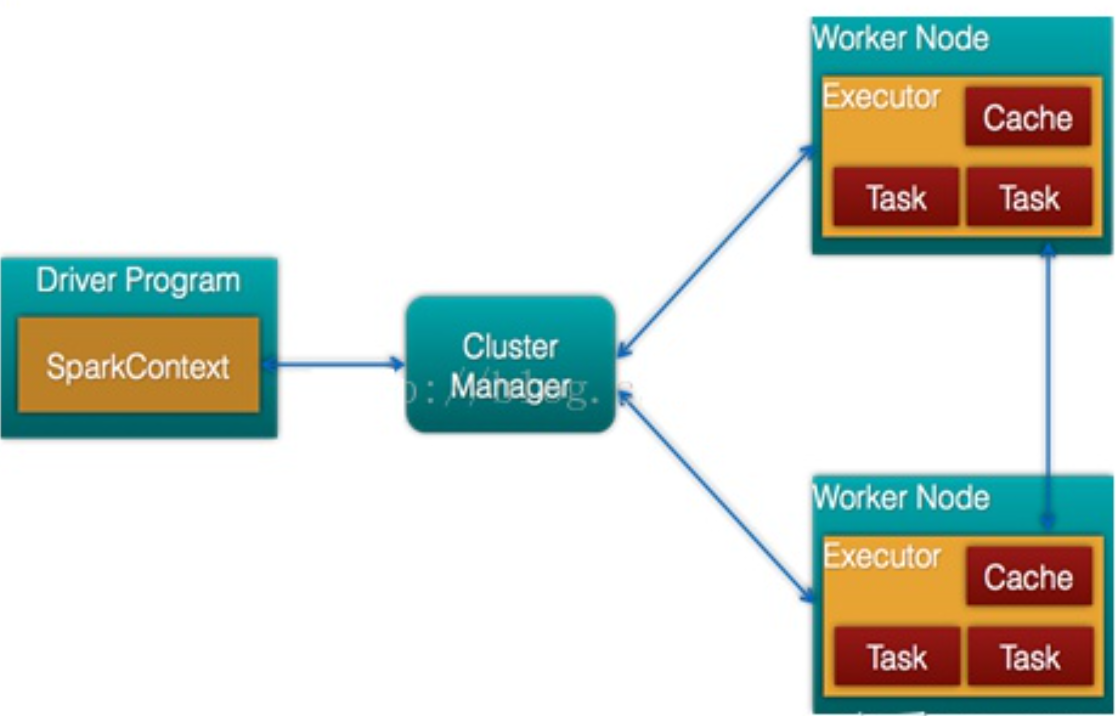 Worker Node
Executor
Cache
Task Task
Driver Program
SparkContext
Cluster
Manager
Worker Node
Executor
Cache
Task Task